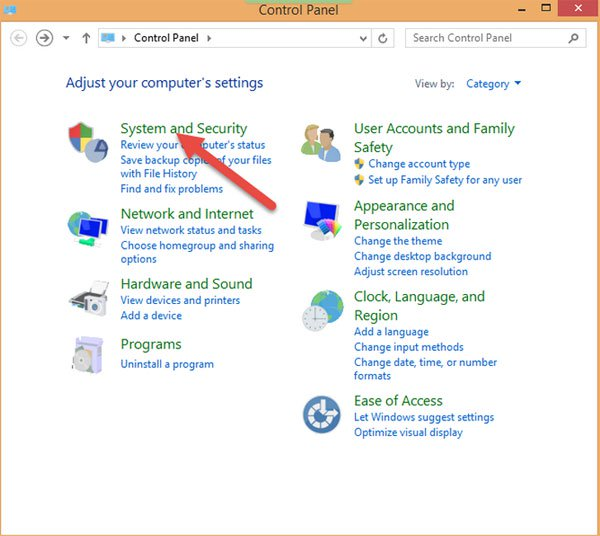 Control Panel
Control Panel
Search Control Panel
Adjust your computer's settings
View by: Category
System and Security
Review your computer's status
Save backup copies of your files
with File History
Find and fix problems
Network and Internet
View network status and tasks
Choose homegroup and sharing
options
Hardware and Sound
View devices and printers
Add a device
Programs
Uninstall a program
User Accounts and Family
Safety
Change account type
Set up Family Safety for any user
Appearance and
Personalization
Change the theme
Change desktop background
Adjust screen resolution
Clock, Language, and
Region
Add a language
Change input methods
Change date, time, or number
formats
Ease of Access
Let Windows suggest settings
Optimize visual display